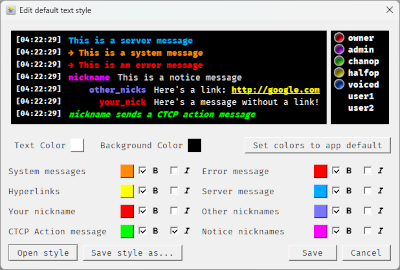 Edit default text style
[04:22:29] This is a server message
[04:22:29] → This is a system message
[04:22:29] → This is an error message
[04:22:29] nickname This is a notice message
[04:22:29] other_nicks Here's a link: http://google.com
[04:22:29] your_nick Here's a message without a link!
[04:22:29] nickname sends a CTCP action message
owner
admin
chanop
halfop
voiced
user1
user2
Text Color
Background Color
Set colors to app default
System messages B I
Error message B I
Hyperlinks B I
Server message B I
Your nickname B I
Other nicknames B I
CTCP Action message B I
Notice nicknames B I
Open style
Save style as...
Save
Cancel